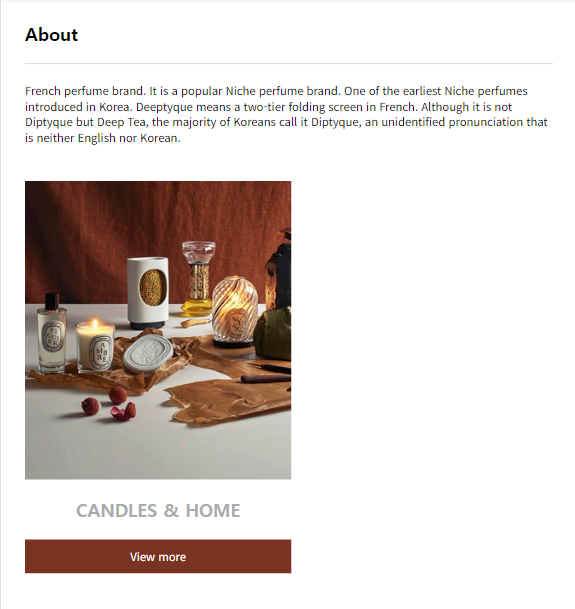 About
French perfume brand. It is a popular Niche perfume brand. One of the earliest Niche perfumes
introduced in Korea. Deeptyque means a two-tier folding screen in French. Although it is not
Diptyque but Deep Tea, the majority of Koreans call it Diptyque, an unidentified pronunciation that
is neither English nor Korean.
AM
BRE
CANDLES & HOME
View more